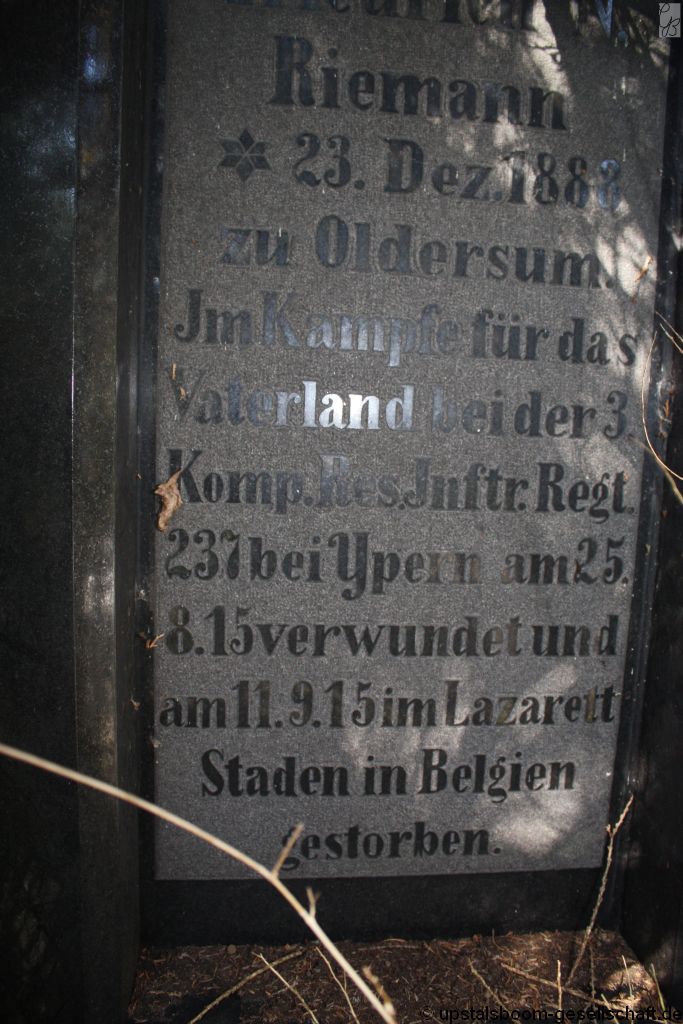 Friedrich W.
Riemann
* 23. Dez. 1888
zu Oldersum.
Jm Kampfe für das
Vaterland bei der 3.
Komp. Res. Jnftr. Regt.
237 bei Ypern am 25.
8.15 verwundet und
am 11.9.15 im Lazarett
Staden in Belgien
gestorben.
© upstalsboom-gesellschaft.de